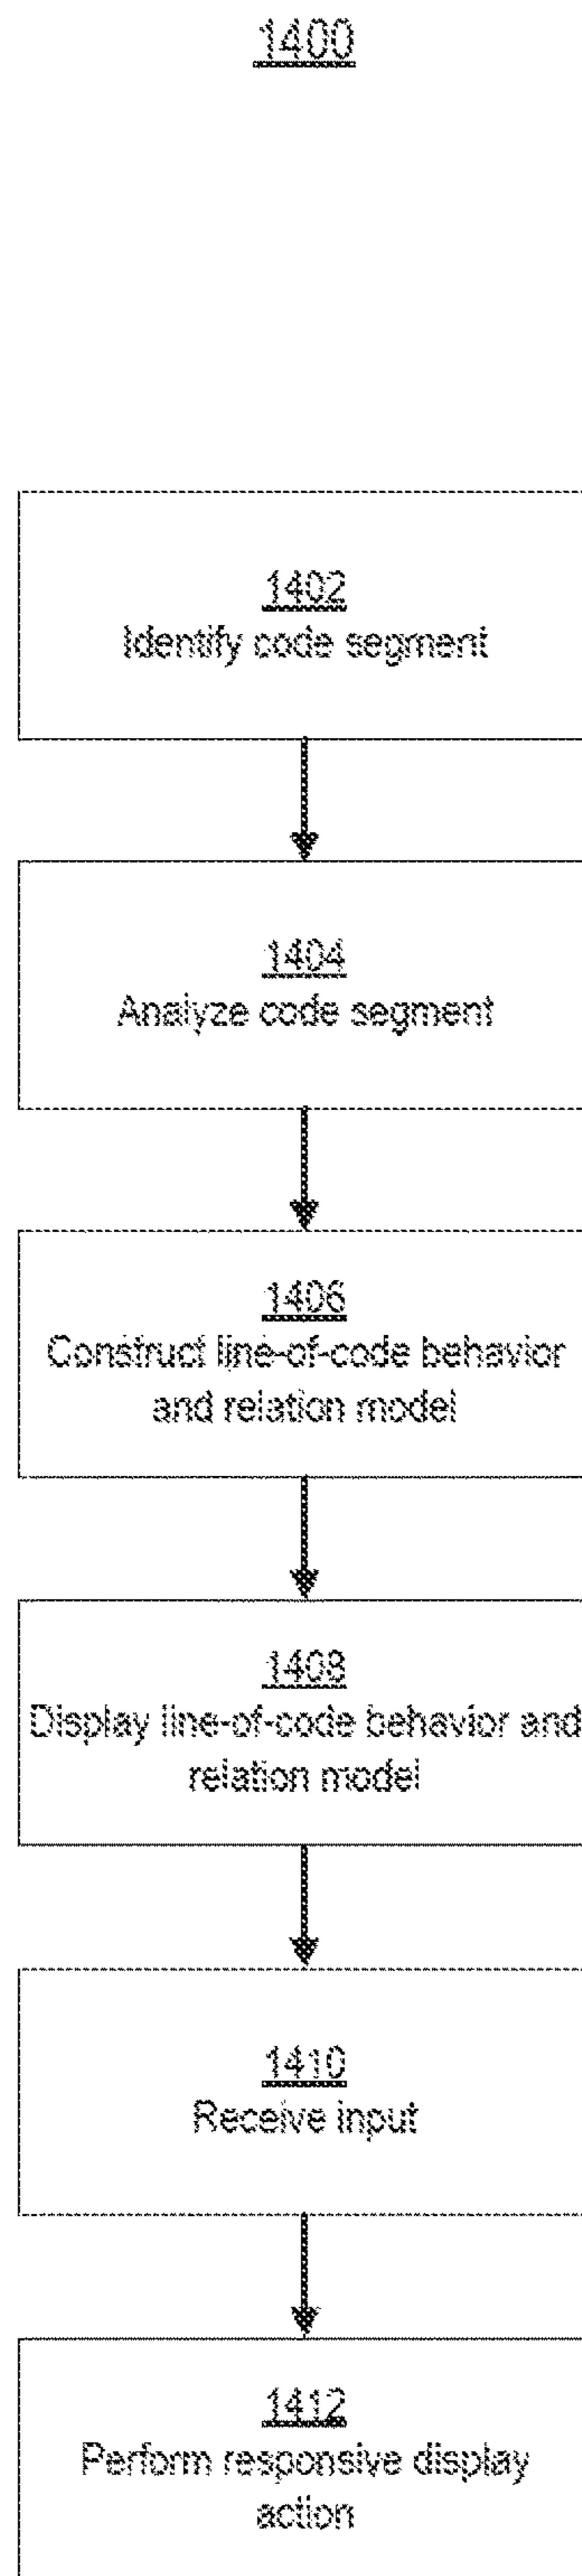 1400
1402
Identify code segment
1404
Analyze code segment
1406
Construct line-of-code behavior
and relation model
1408
Display line-of-code behavior and
relation model
1410
Receive input
1412
Perform responsive display
action